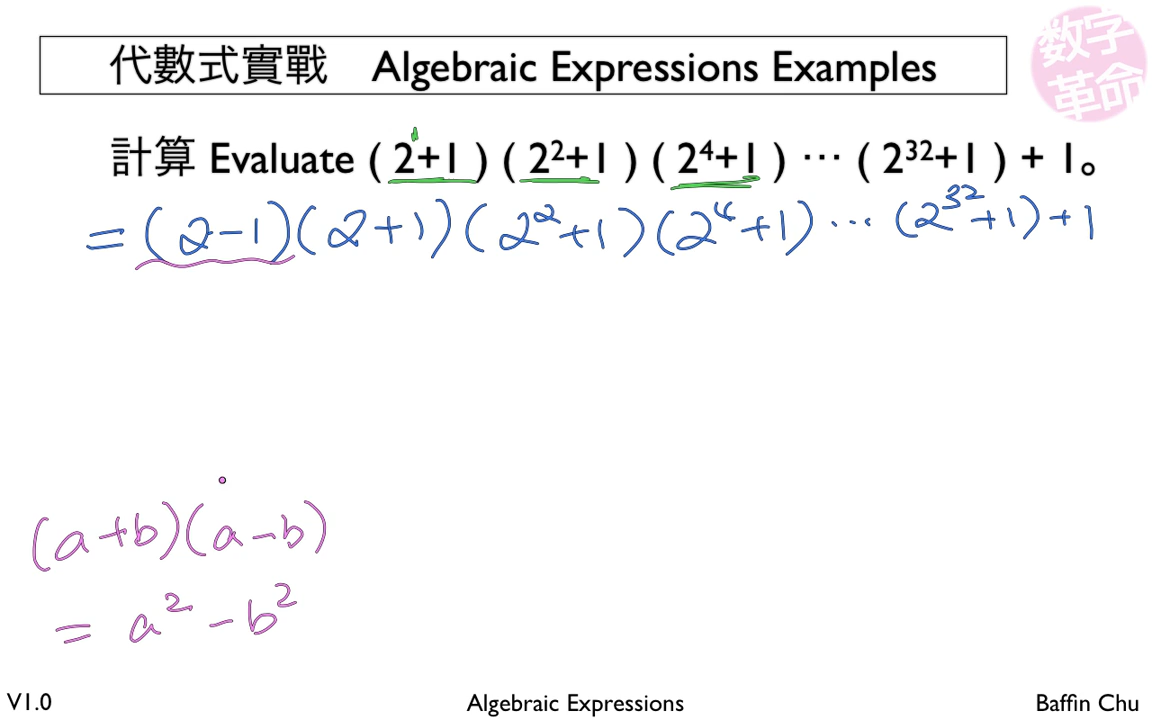 数字
革命
代數式實戰 Algebraic Expressions Examples
計算 Evaluate ( 2+1 ) ( 2²+1 ) ( 2⁴+1 ) ⋯ ( 2³²+1 ) + 1。
= (2-1)(2+1)(2²+1)(2⁴+1) ⋯ (2³²+1)+1
(a+b)(a-b)
= a² - b²
V1.0 Algebraic Expressions Baffin Chu